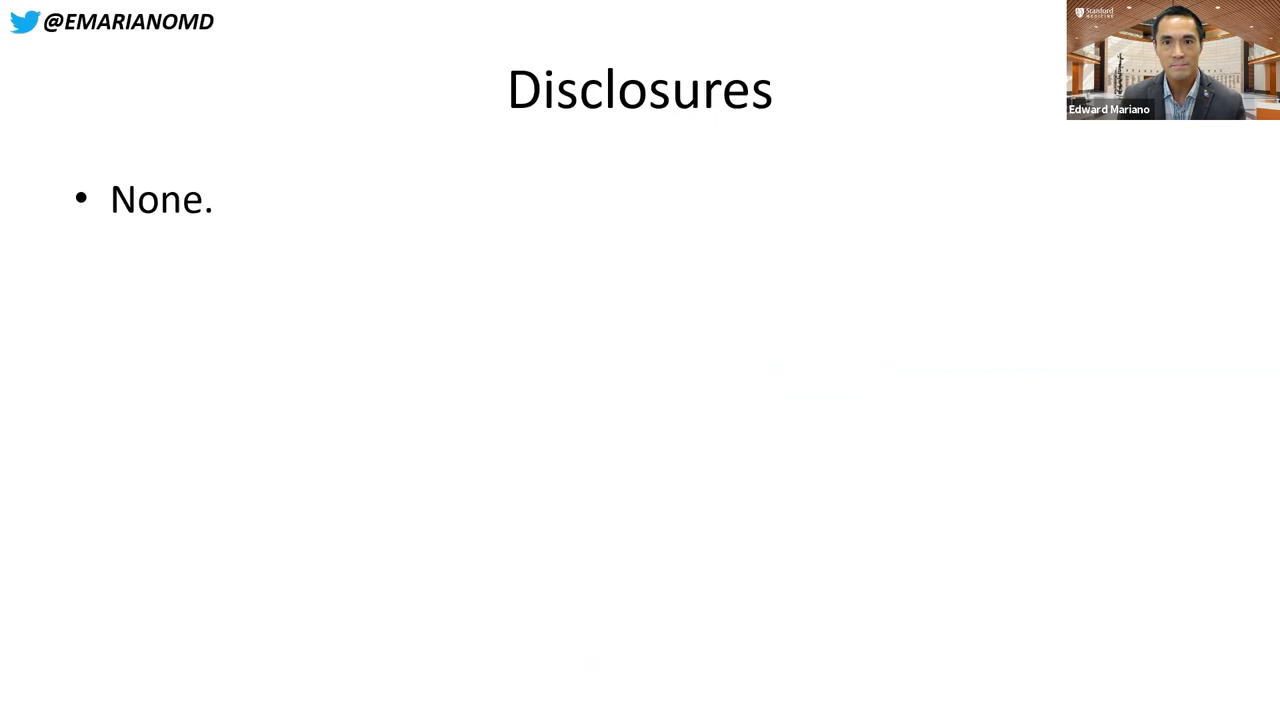 @EMARIANOMD
Stanford
MEDICINE
Edward Mariano
Disclosures
• None.